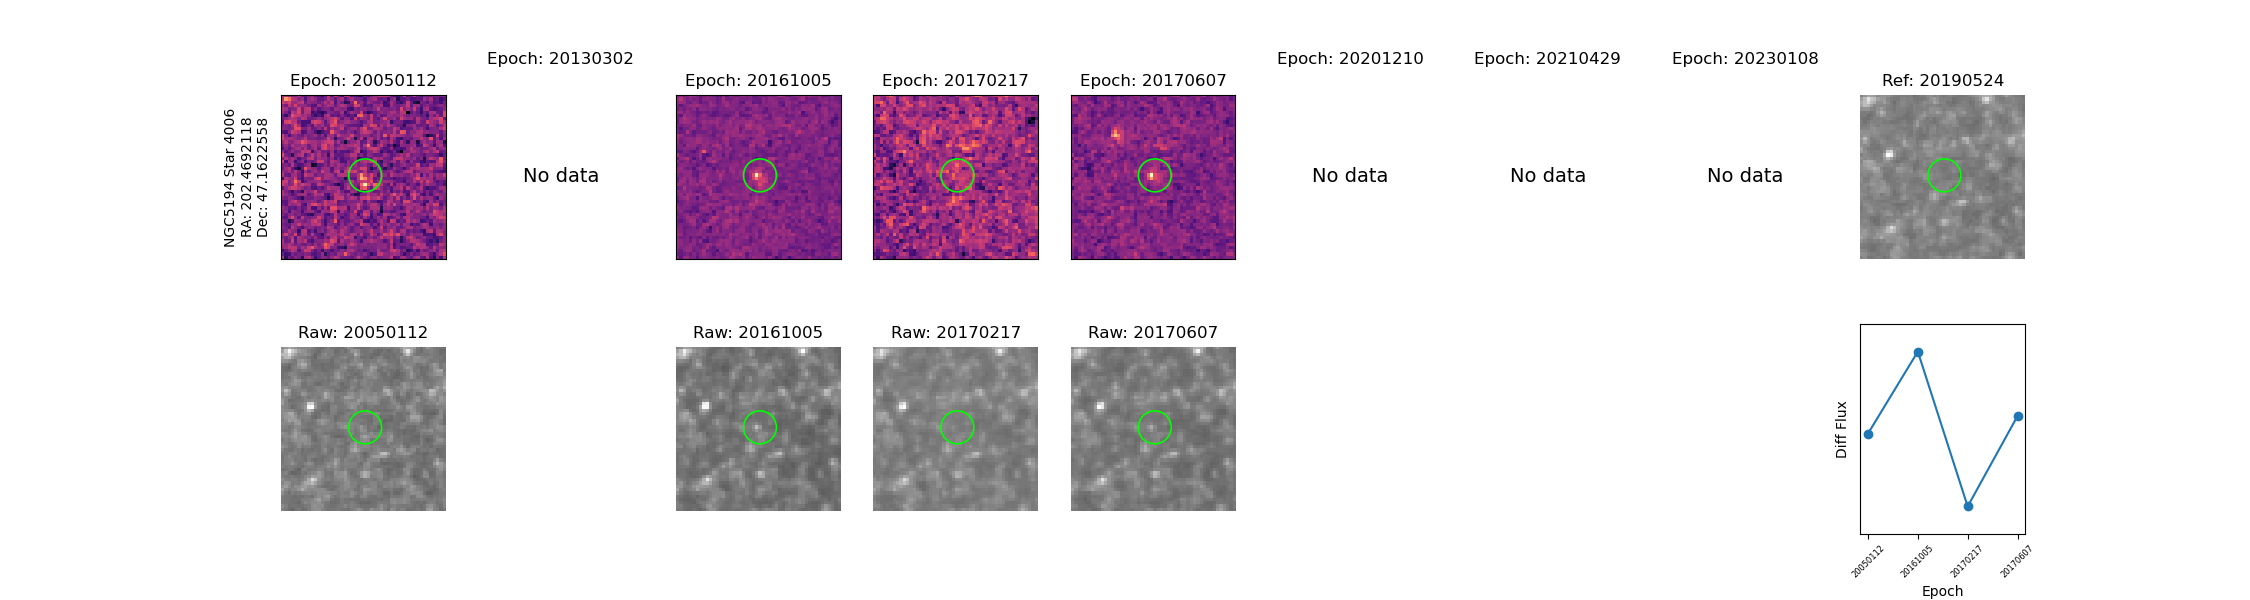 Epoch: 20050112
Epoch: 20130302
Epoch: 20161005
Epoch: 20170217
Epoch: 20170607
Epoch: 20201210
Epoch: 20210429
Epoch: 20230108
Ref: 20190524
NGC5194 Star 4006
RA: 202.4692118
Dec: 47.1622558
No data
No data
No data
No data
Raw: 20050112
Raw: 20161005
Raw: 20170217
Raw: 20170607
Diff Flux
20050112
20161005
20170217
20170607
Epoch